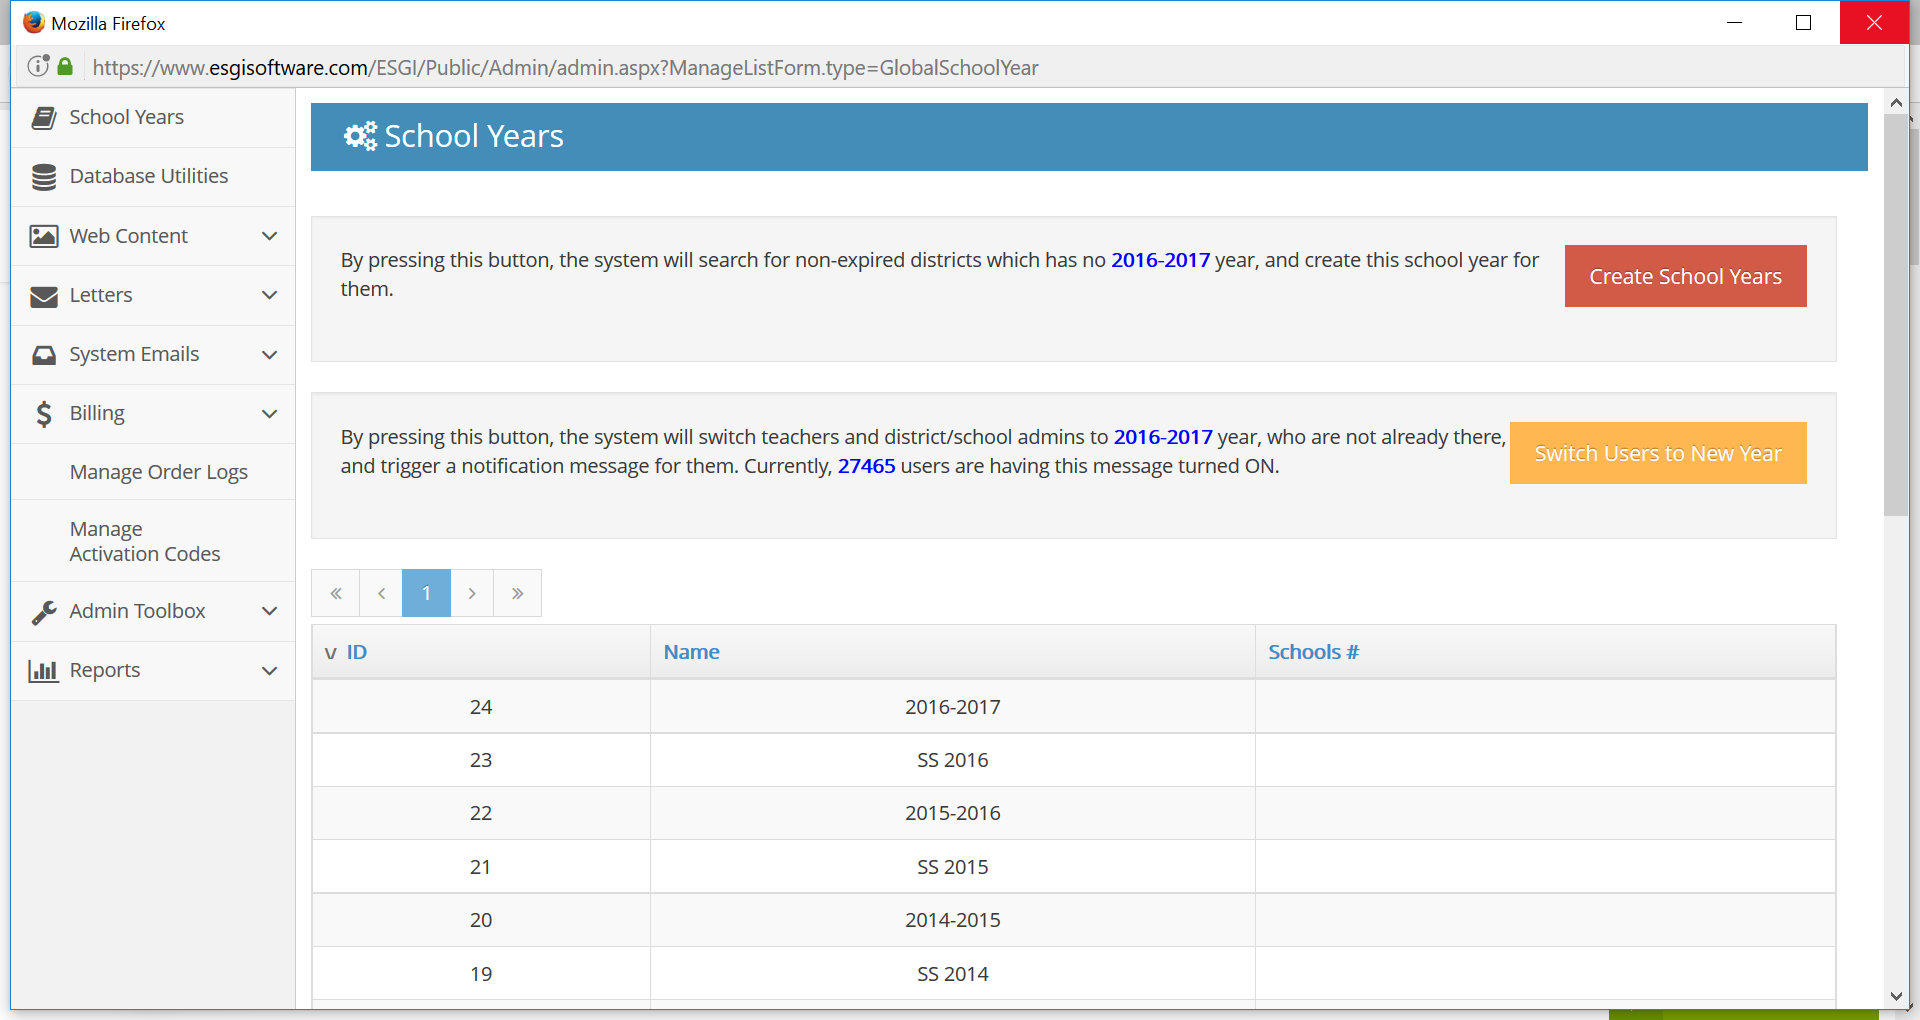 Mozilla Firefox
https://www.esgisoftware.com/ESGI/Public/Admin/admin.aspx?ManageListForm.type=GlobalSchoolYear
School Years
Database Utilities
Web Content
Letters
System Emails
$ Billing
Manage Order Logs
Manage
Activation Codes
Admin Toolbox
Reports
School Years
By pressing this button, the system will search for non-expired districts which has no 2016-2017 year, and create this school year for
them.
Create School Years
By pressing this button, the system will switch teachers and district/school admins to 2016-2017 year, who are not already there,
and trigger a notification message for them. Currently, 27465 users are having this message turned ON.
Switch Users to New Year
« ‹ 1 › »
v ID Name Schools #
24 2016-2017
23 SS 2016
22 2015-2016
21 SS 2015
20 2014-2015
19 SS 2014